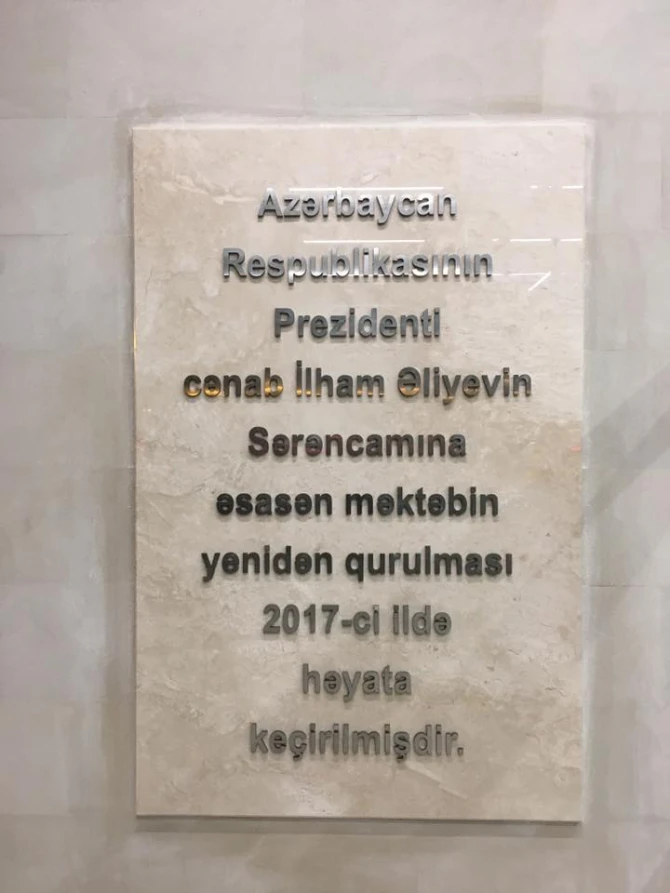 Azərbaycan
Respublikasının
Prezidenti
cənab İlham Əliyevin
Sərəncamına
əsasən məktəbin
yenidən qurulması
2017-ci ildə
həyata
keçirilmişdir.